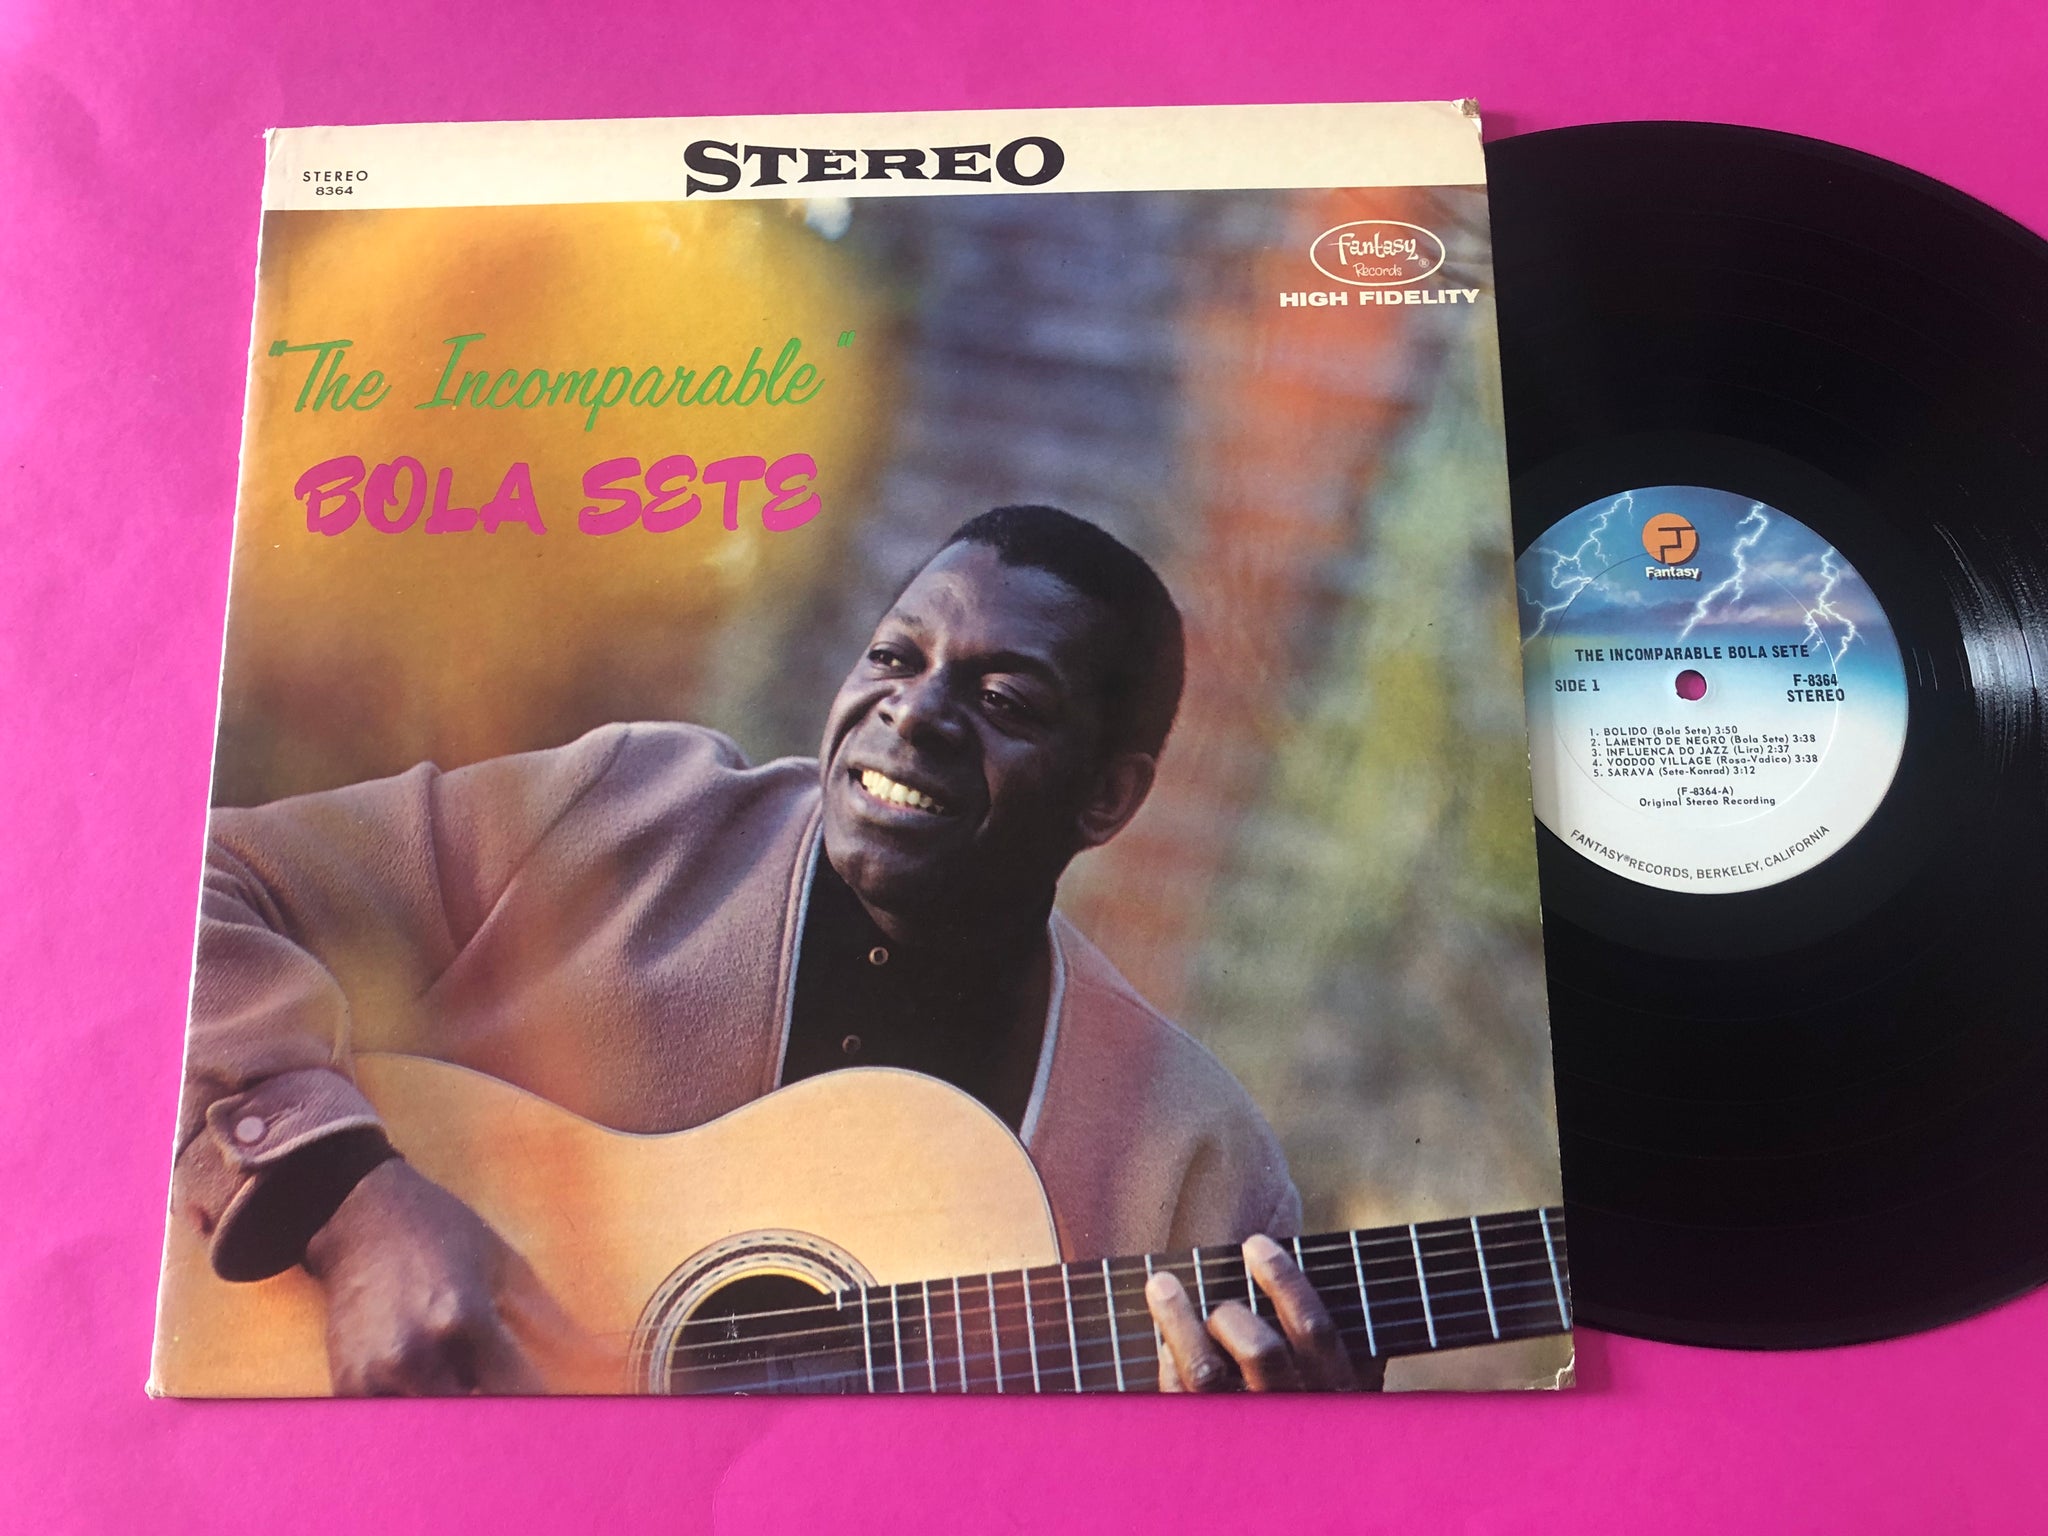 STEREO
8364
STEREO
Fantasy ®
Records
HIGH FIDELITY
"The Incomparable"
BOLA SETE
Fantasy
THE INCOMPARABLE BOLA SETE
SIDE 1
F-8364
STEREO
1. BOLIDO (Bola Sete) 3:50
2. LAMENTO DE NEGRO (Bola Sete) 3:38
3. INFLUENCA DO JAZZ (Lira) 2:37
4. VOODOO VILLAGE (Rosa-Vadico) 3:38
5. SARAVA (Sete-Konrad) 3:12
(F-8364-A)
Original Stereo Recording
FANTASY® RECORDS, BERKELEY, CALIFORNIA